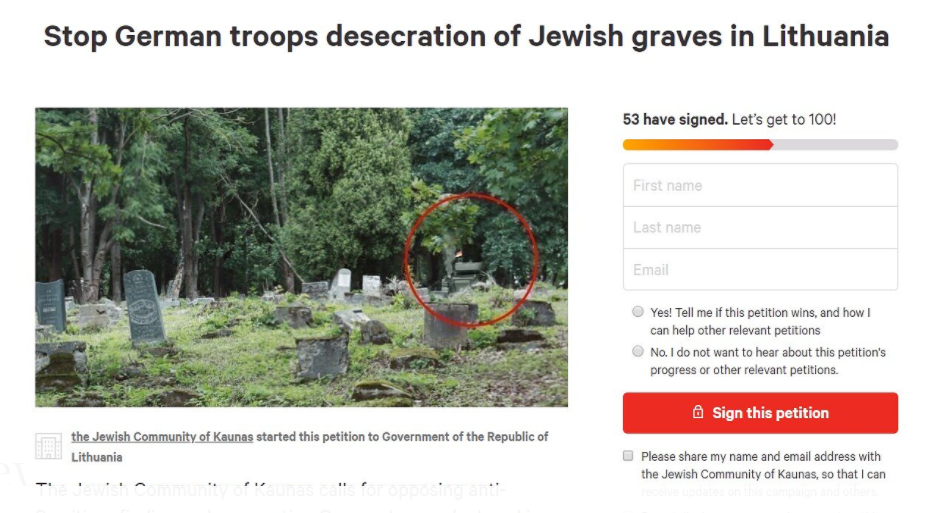 Stop German troops desecration of Jewish graves in Lithuania
53 have signed. Let's get to 100!
First name
Last name
Email
Yes! Tell me if this petition wins, and how I
can help other relevant petitions
No. I do not want to hear about this petition's
progress or other relevant petitions.
Sign this petition
Please share my name and email address with
the Jewish Community of Kaunas, so that I can
receive updates on this campaign and others.
the Jewish Community of Kaunas started this petition to Government of the Republic of
Lithuania
The Jewish Community of Kaunas calls for opposing anti-